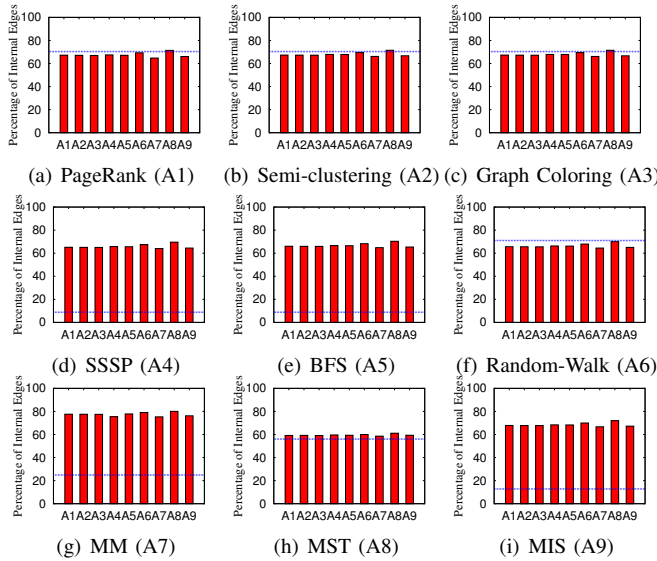 Percentage of Internal Edges
100
80
60
40
20
0
A1A2A3A4A5A6A7A8A9
(a) PageRank (A1)
Percentage of Internal Edges
100
80
60
40
20
0
A1A2A3A4A5A6A7A8A9
(b) Semi-clustering (A2)
Percentage of Internal Edges
100
80
60
40
20
0
A1A2A3A4A5A6A7A8A9
(c) Graph Coloring (A3)
Percentage of Internal Edges
100
80
60
40
20
0
A1A2A3A4A5A6A7A8A9
(d) SSSP (A4)
Percentage of Internal Edges
100
80
60
40
20
0
A1A2A3A4A5A6A7A8A9
(e) BFS (A5)
Percentage of Internal Edges
100
80
60
40
20
0
A1A2A3A4A5A6A7A8A9
(f) Random-Walk (A6)
Percentage of Internal Edges
100
80
60
40
20
0
A1A2A3A4A5A6A7A8A9
(g) MM (A7)
Percentage of Internal Edges
100
80
60
40
20
0
A1A2A3A4A5A6A7A8A9
(h) MST (A8)
Percentage of Internal Edges
100
80
60
40
20
0
A1A2A3A4A5A6A7A8A9
(i) MIS (A9)